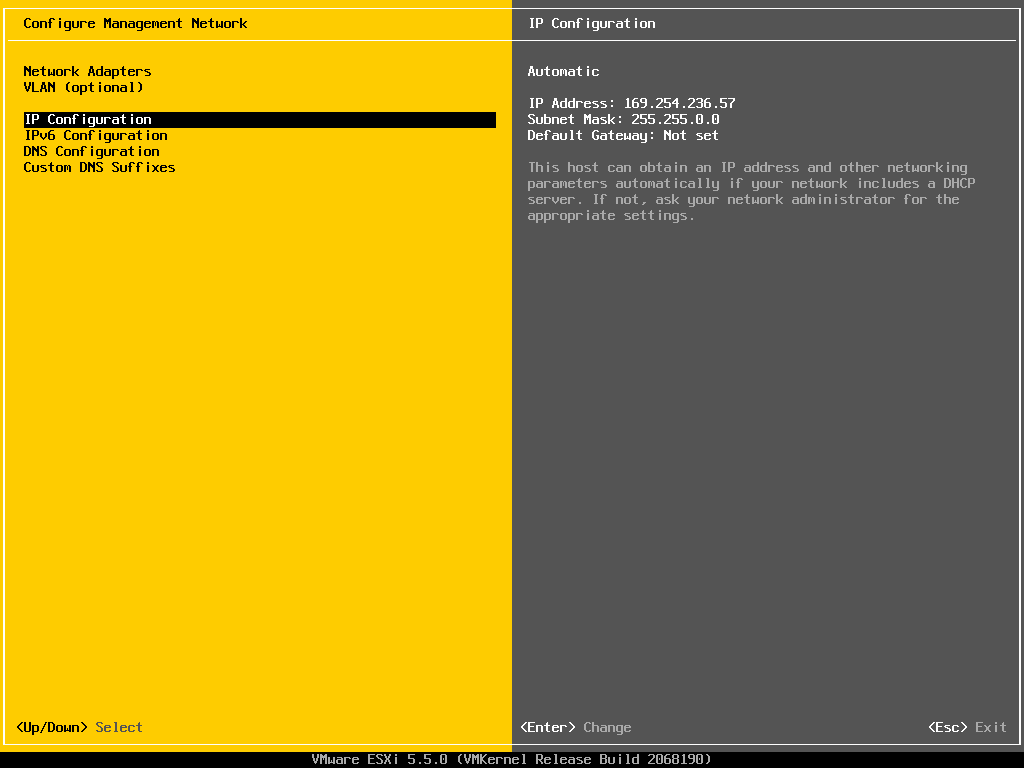 Configure Management Network
Network Adapters
VLAN (optional)
IP Configuration
IPv6 Configuration
DNS Configuration
Custom DNS Suffixes
<Up/Down> Select
IP Configuration
Automatic
IP Address: 169.254.236.57
Subnet Mask: 255.255.0.0
Default Gateway: Not set
This host can obtain an IP address and other networking
parameters automatically if your network includes a DHCP
server. If not, ask your network administrator for the
appropriate settings.
<Enter> Change
<Esc> Exit
VMware ESXi 5.5.0 (VMKernel Release Build 2068190)